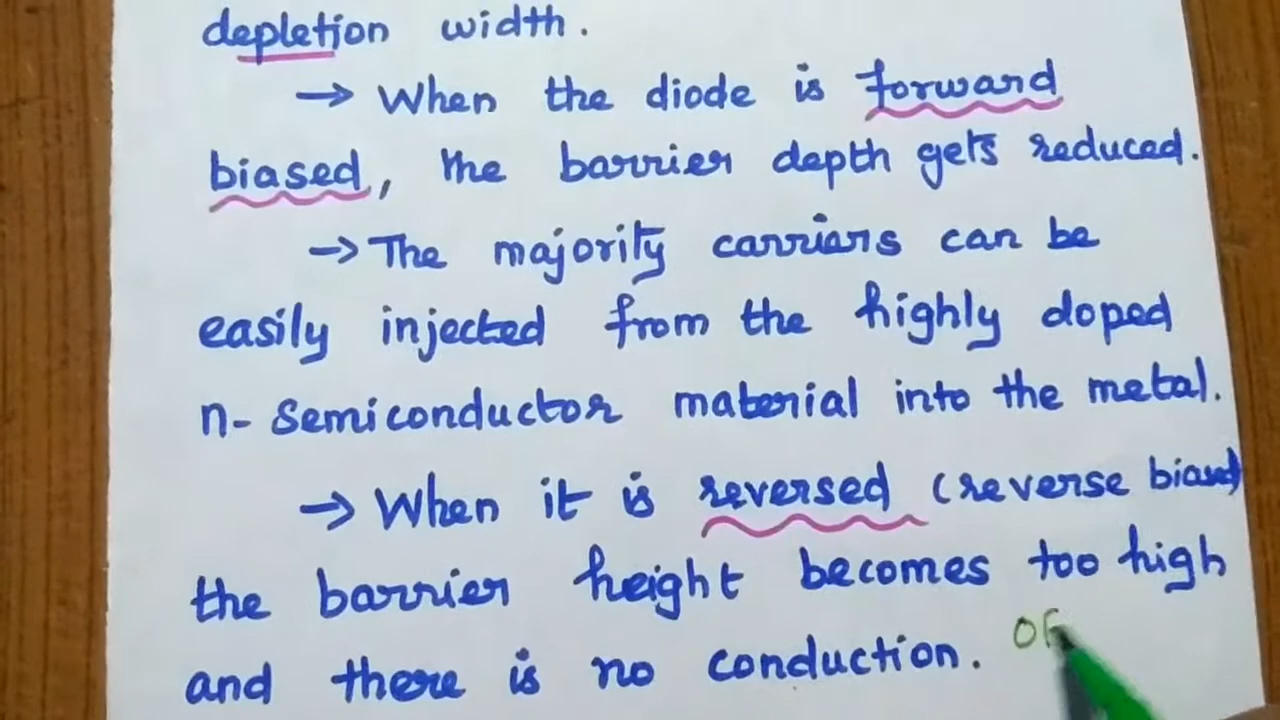 depletion width.
→ When the diode is forward
biased, the barrier depth gets reduced.
→ The majority carriers can be
easily injected from the highly doped
n- semiconductor material into the metal.
→ When it is reversed (reverse biased)
the barrier height becomes too high
and there is no conduction. OF